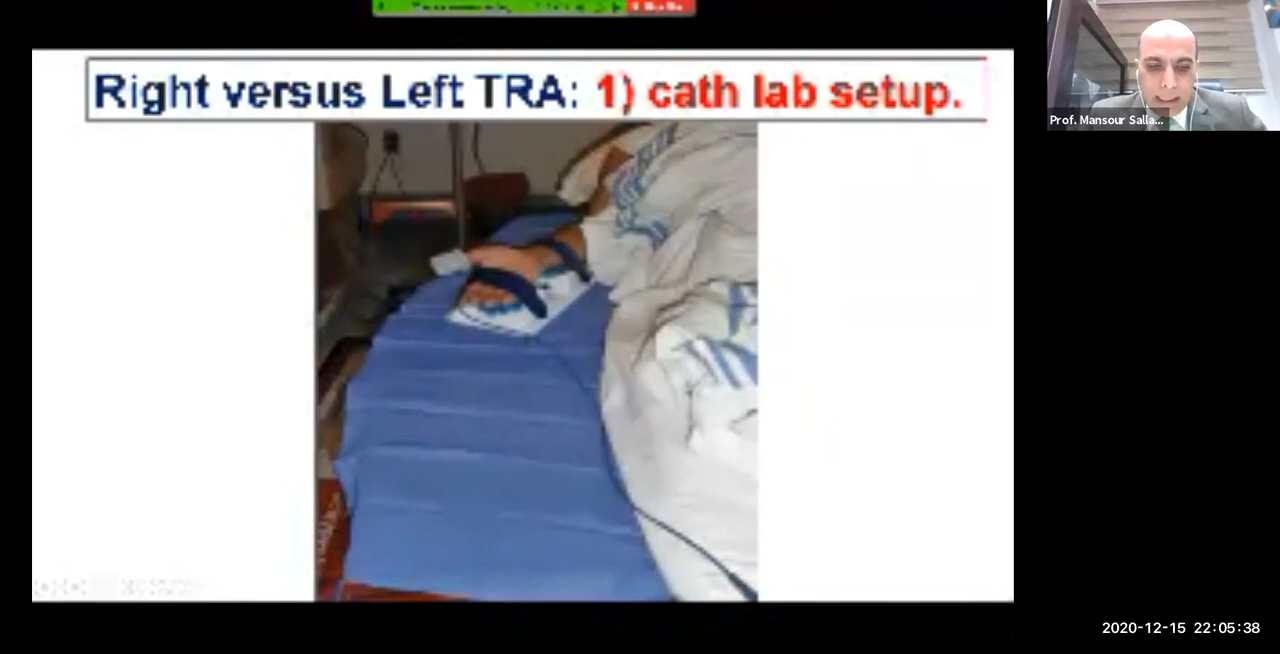 Right versus Left TRA: 1) cath lab setup.
Prof. Mansour Salla...
2020-12-15 22:05:38